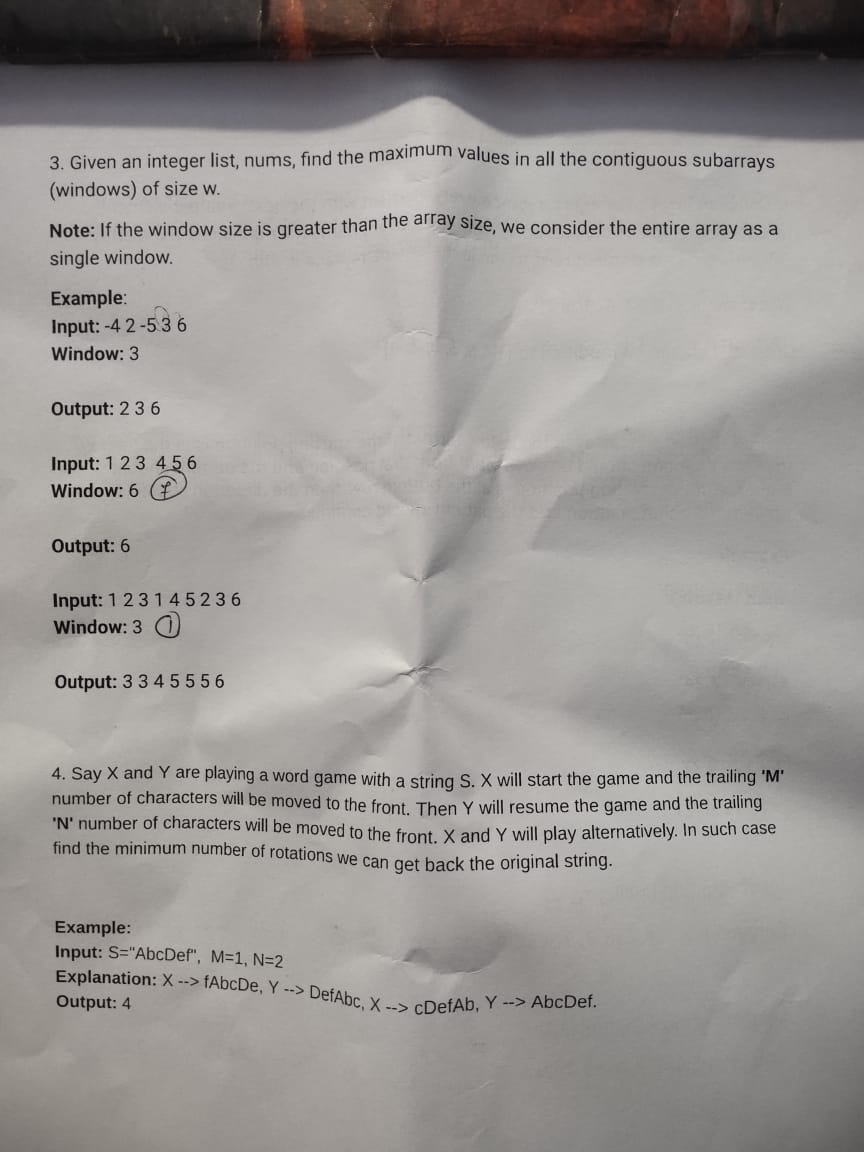 3. Given an integer list, nums, find the maximum values in all the contiguous subarrays
(windows) of size w.
Note: If the window size is greater than the array size, we consider the entire array as a
single window.
Example:
Input: -4 2 -5 3 6
Window: 3
Output: 2 3 6
Input: 1 2 3 4 5 6
Window: 6
Output: 6
Input: 1 2 3 1 4 5 2 3 6
Window: 3 1
Output: 3 3 4 5 5 5 6
4. Say X and Y are playing a word game with a string S. X will start the game and the trailing 'M'
number of characters will be moved to the front. Then Y will resume the game and the trailing
'N' number of characters will be moved to the front. X and Y will play alternatively. In such case
find the minimum number of rotations we can get back the original string.
Example:
Input: S="AbcDef", M=1, N=2
Explanation: X --> fAbcDe, Y --> DefAbc, X --> cDefAb, Y --> AbcDef.
Output: 4